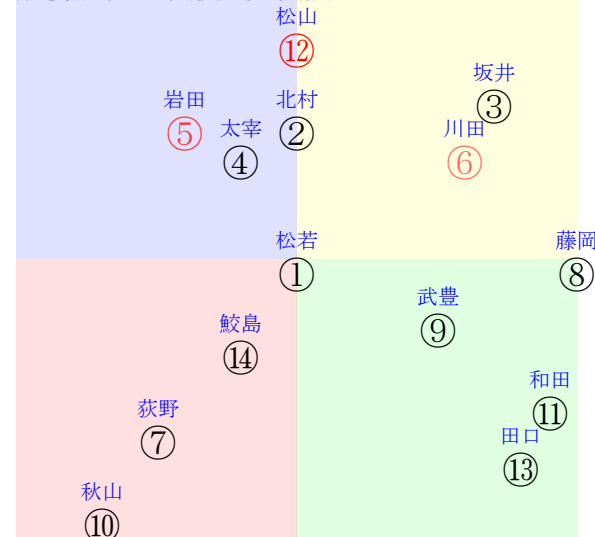 松山
⑫
坂井
③
岩田
⑤
北村
②
太宰
④
川田
⑥
松若
①
藤岡
⑧
武豊
⑨
鮫島
⑭
和田
⑪
荻野
⑦
田口
⑬
秋山
⑩